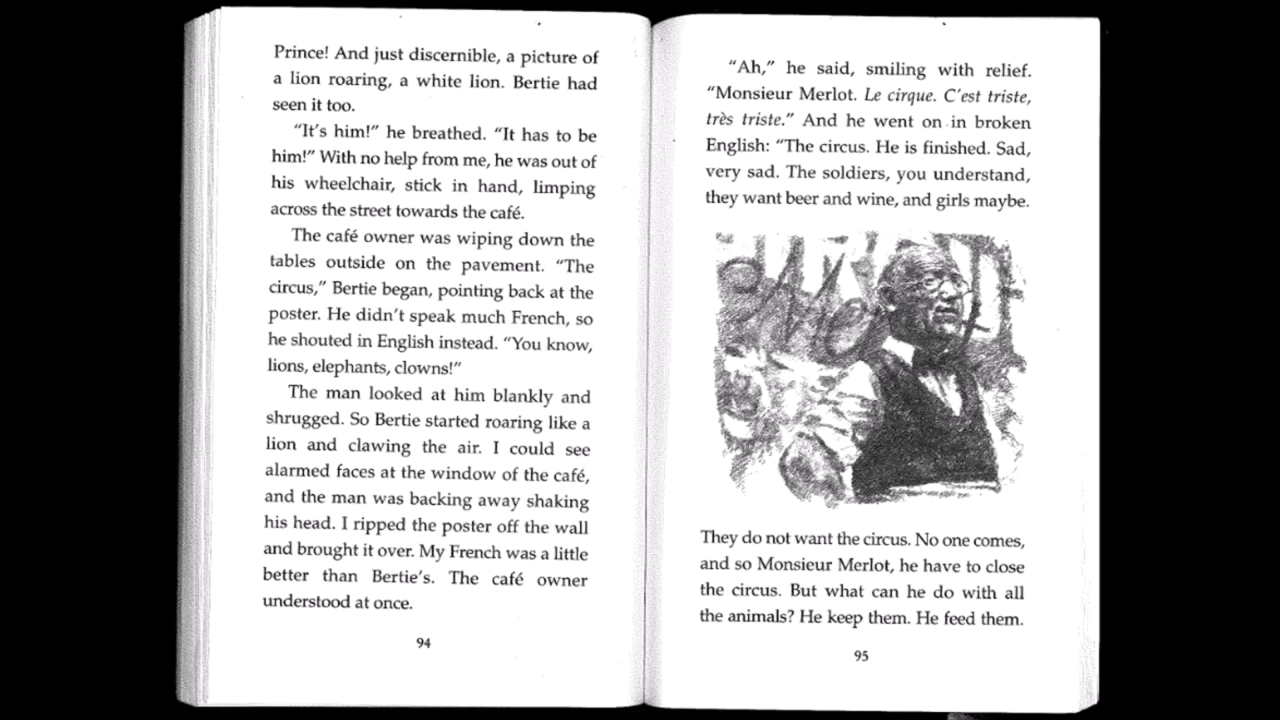 Prince! And just discernible, a picture of
a lion roaring, a white lion. Bertie had
seen it too.
“It’s him!” he breathed. “It has to be
him!” With no help from me, he was out of
his wheelchair, stick in hand, limping
across the street towards the café.
The café owner was wiping down the
tables outside on the pavement. “The
circus,” Bertie began, pointing back at the
poster. He didn’t speak much French, so
he shouted in English instead. “You know,
lions, elephants, clowns!”
The man looked at him blankly and
shrugged. So Bertie started roaring like a
lion and clawing the air. I could see
alarmed faces at the window of the café,
and the man was backing away shaking
his head. I ripped the poster off the wall
and brought it over. My French was a little
better than Bertie’s. The café owner
understood at once.
94
“Ah,” he said, smiling with relief.
“Monsieur Merlot. Le cirque. C’est triste,
très triste.” And he went on in broken
English: “The circus. He is finished. Sad,
very sad. The soldiers, you understand,
they want beer and wine, and girls maybe.
They do not want the circus. No one comes,
and so Monsieur Merlot, he have to close
the circus. But what can he do with all
the animals? He keep them. He feed them.
95